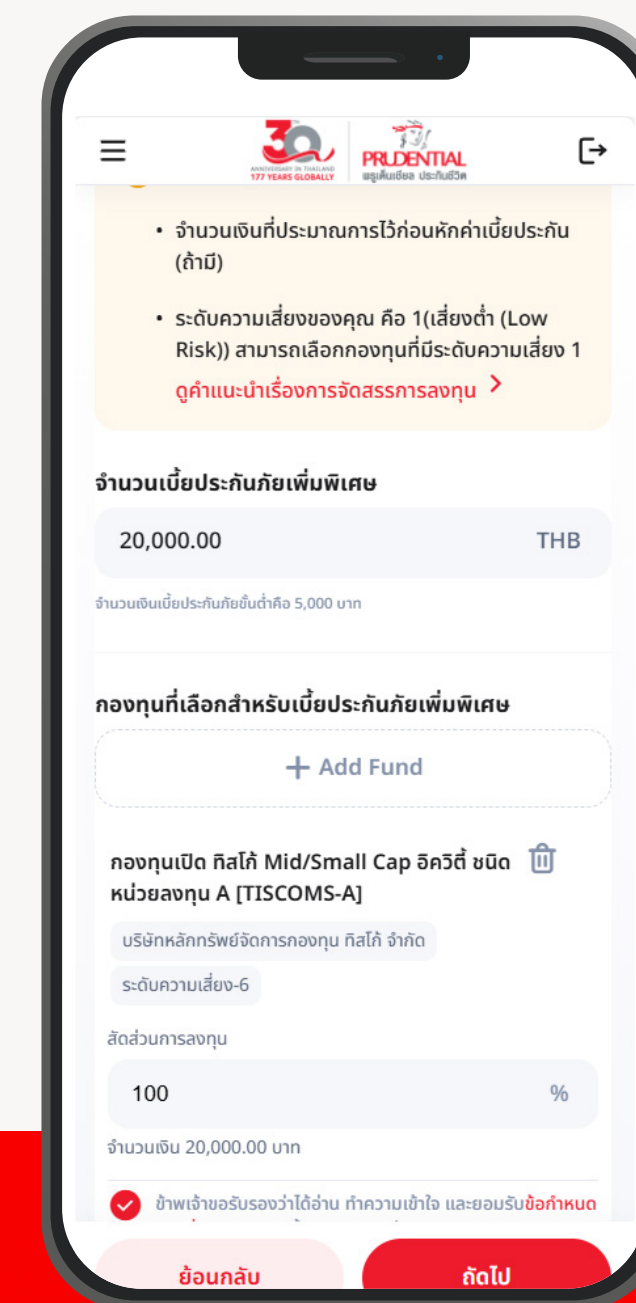 30
ANNIVERSARY IN THAILAND
177 YEARS GLOBALLY
PRUDENTIAL
พรูเด็นเชียล ประกันชีวิต
• จำนวนเงินที่ประมาณการไว้ก่อนหักค่าเบี้ยประกัน
(ถ้ามี)
• ระดับความเสี่ยงของคุณ คือ 1(เสี่ยงต่ำ (Low
Risk)) สามารถเลือกกองทุนที่มีระดับความเสี่ยง 1
ดูคำแนะนำเรื่องการจัดสรรการลงทุน >
จำนวนเบี้ยประกันภัยเพิ่มพิเศษ
20,000.00 THB
จำนวนเงินเบี้ยประกันภัยขั้นต่ำคือ 5,000 บาท
กองทุนที่เลือกสำหรับเบี้ยประกันภัยเพิ่มพิเศษ
+ Add Fund
กองทุนเปิด ทิสโก้ Mid/Small Cap อิควิตี้ ชนิด
หน่วยลงทุน A [TISCOMS-A]
บริษัทหลักทรัพย์จัดการกองทุน ทิสโก้ จำกัด
ระดับความเสี่ยง-6
สัดส่วนการลงทุน
100 %
จำนวนเงิน 20,000.00 บาท
ข้าพเจ้าขอรับรองว่าได้อ่าน ทำความเข้าใจ และยอมรับข้อกำหนด
ย้อนกลับ
ถัดไป